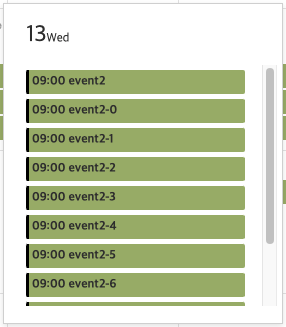 13Wed
09:00 event2
09:00 event2-0
09:00 event2-1
09:00 event2-2
09:00 event2-3
09:00 event2-4
09:00 event2-5
09:00 event2-6